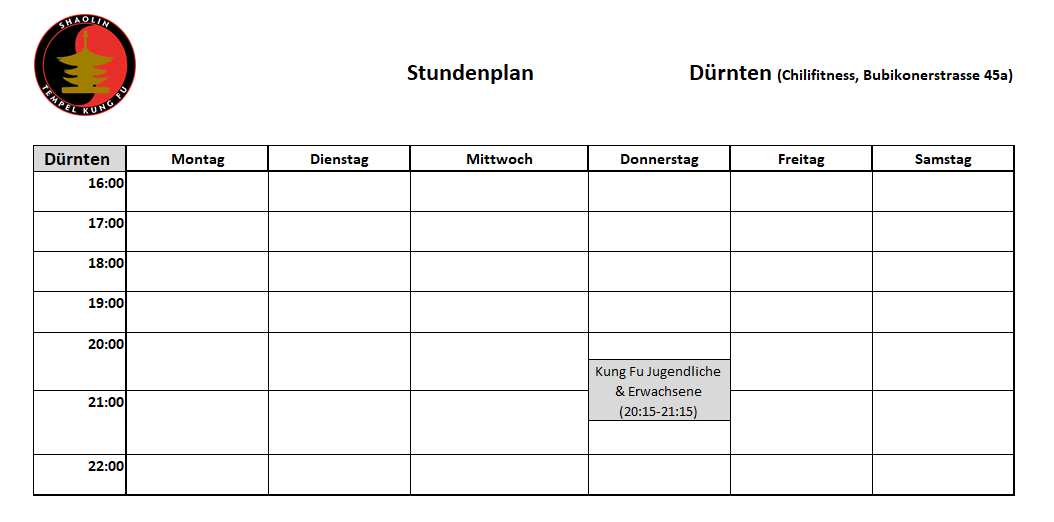 SHAOLIN
TEMPEL KUNG FU
Stundenplan
Dürnten (Chilifitness, Bubikonerstrasse 45a)
Dürnten Montag Dienstag Mittwoch Donnerstag Freitag Samstag
16:00
17:00
18:00
19:00
20:00
Kung Fu Jugendliche
& Erwachsene
(20:15-21:15)
21:00
22:00